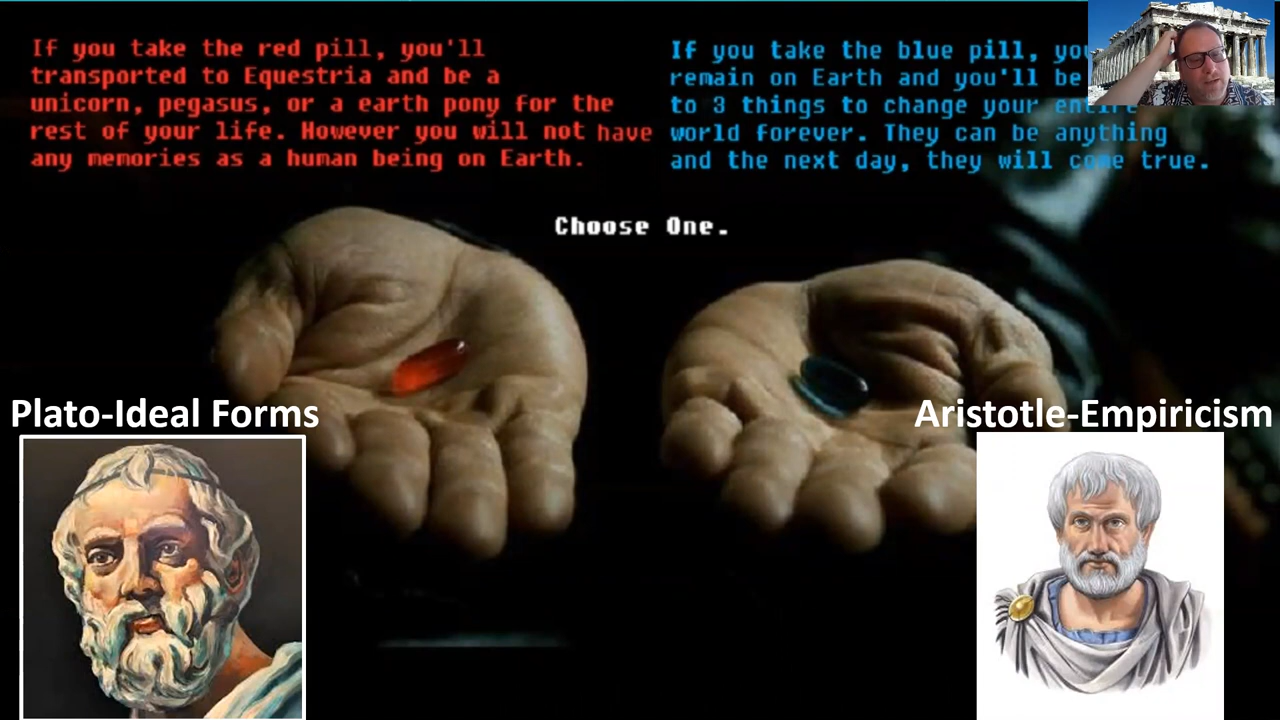 If you take the red pill, you'll
transported to Equestria and be a
unicorn, pegasus, or a earth pony for the
rest of your life. However you will not have
any memories as a human being on Earth.
If you take the blue pill,
remain on Earth and you'll be
to 3 things to change your entire
world forever. They can be anything
and the next day, they will come true.
Choose One.
Plato-Ideal Forms
Aristotle-Empiricism